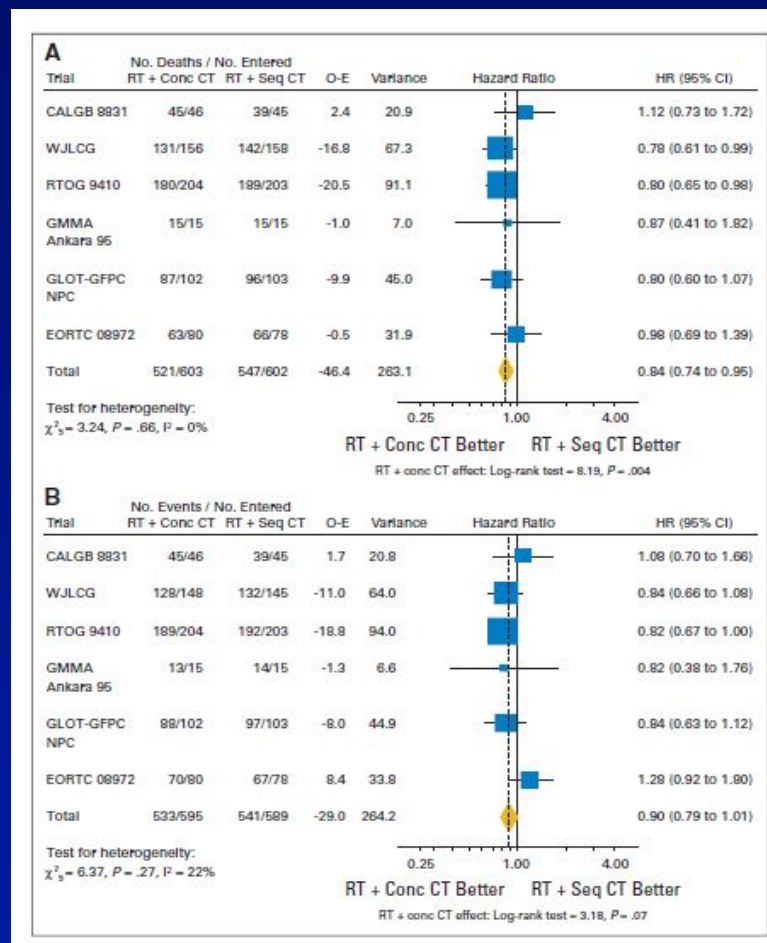 A
No. Deaths / No. Entered
Trial RT + Conc CT RT + Seq CT O-E Variance Hazard Ratio HR (95% CI)
CALGB 8831 45/46 39/45 2.4 20.9 1.12 (0.73 to 1.72)
WJLCG 131/156 142/158 -16.8 67.3 0.78 (0.61 to 0.99)
RTOG 9410 180/204 189/203 -20.5 91.1 0.80 (0.65 to 0.98)
GMMA 15/15 15/15 -1.0 7.0 0.87 (0.41 to 1.82)
Ankara 95
GLOT-GFPC 87/102 96/103 -9.9 45.0 0.80 (0.60 to 1.07)
NPC
EORTC 08972 63/80 66/78 -0.5 31.9 0.98 (0.69 to 1.39)
Total 521/603 547/602 -46.4 263.1 0.84 (0.74 to 0.95)
Test for heterogeneity:
χ²₅ = 3.24, P = .66, I² = 0%
0.25 1.00 4.00
RT + Conc CT Better RT + Seq CT Better
RT + conc CT effect: Log-rank test = 8.19, P = .004
B
No. Events / No. Entered
Trial RT + Conc CT RT + Seq CT O-E Variance Hazard Ratio HR (95% CI)
CALGB 8831 45/46 39/45 1.7 20.8 1.08 (0.70 to 1.66)
WJLCG 128/148 132/145 -11.0 64.0 0.84 (0.66 to 1.08)
RTOG 9410 189/204 192/203 -18.8 94.0 0.82 (0.67 to 1.00)
GMMA 13/15 14/15 -1.3 6.6 0.82 (0.38 to 1.76)
Ankara 95
GLOT-GFPC 88/102 97/103 -8.0 44.9 0.84 (0.63 to 1.12)
NPC
EORTC 08972 70/80 67/78 8.4 33.8 1.28 (0.92 to 1.80)
Total 533/595 541/589 -29.0 264.2 0.90 (0.79 to 1.01)
Test for heterogeneity:
χ²₅ = 6.37, P = .27, I² = 22%
0.25 1.00 4.00
RT + Conc CT Better RT + Seq CT Better
RT + conc CT effect: Log-rank test = 3.18, P = .07